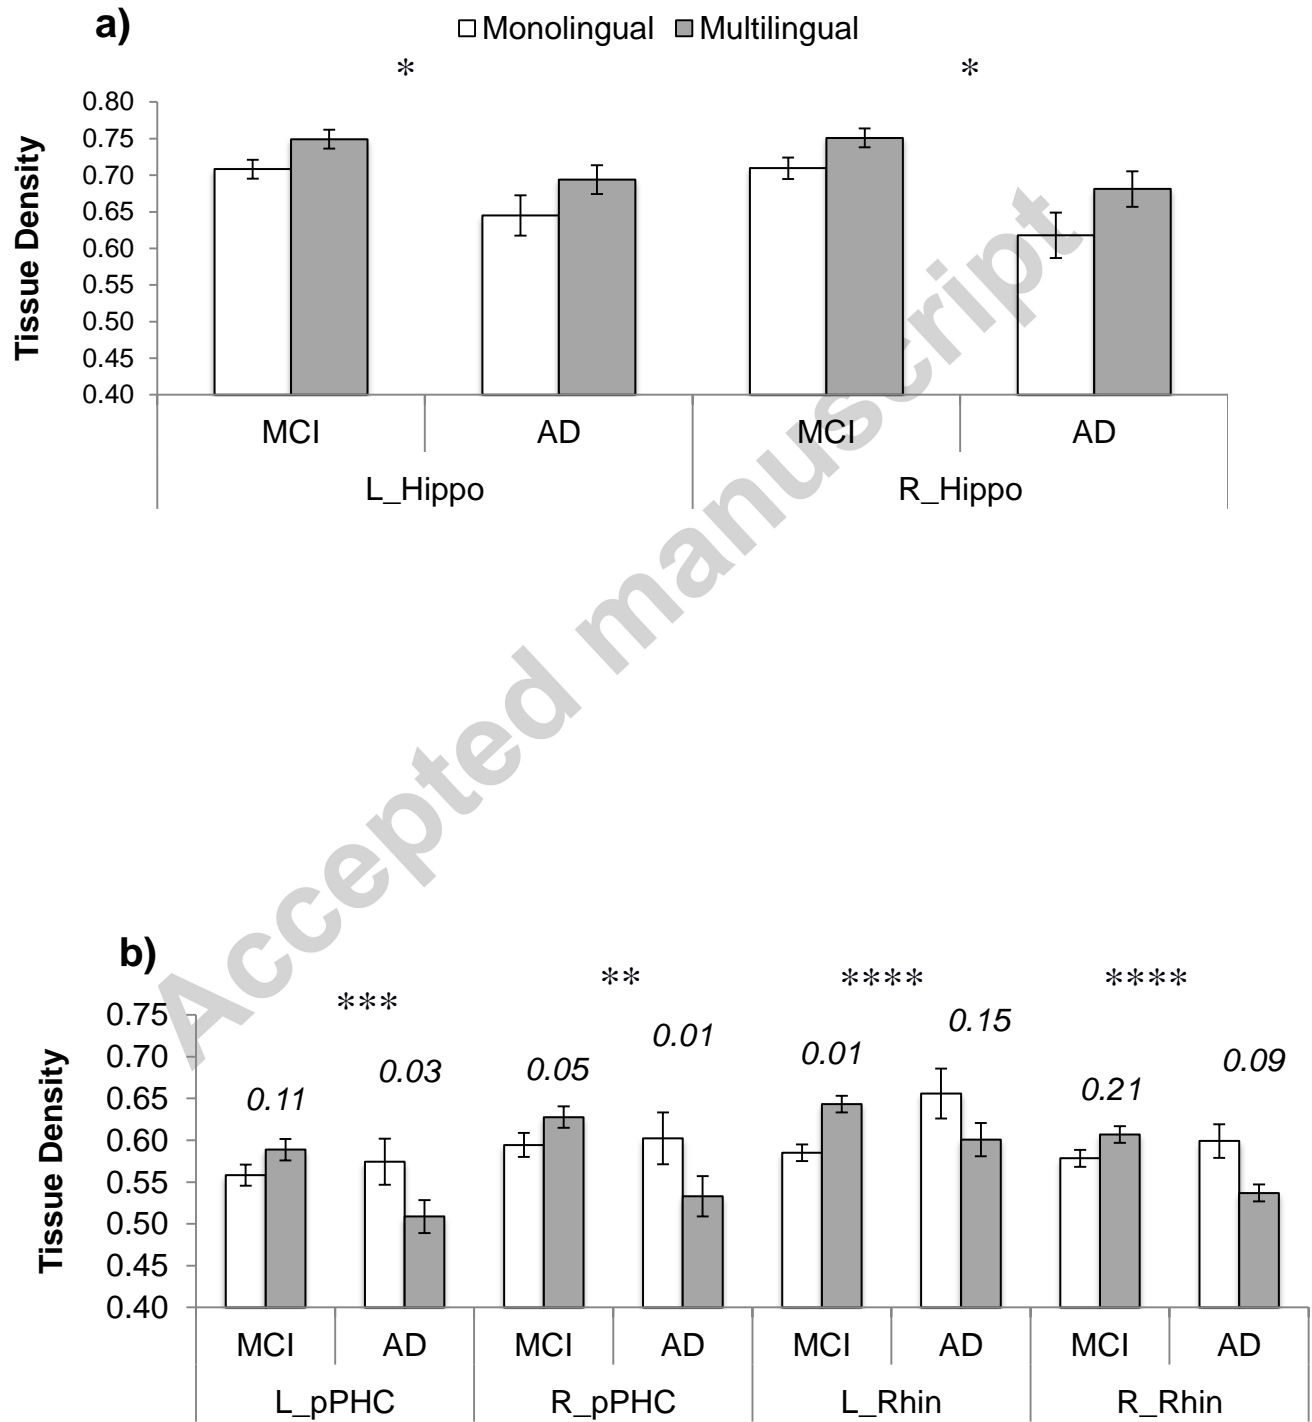 a)
Monolingual Multilingual
* *
Tissue Density
0.80
0.75
0.70
0.65
0.60
0.55
0.50
0.45
0.40
MCI AD MCI AD
L_Hippo R_Hippo
Accepted manuscript
b)
*** ** **** ****
0.11 0.03 0.05 0.01 0.01 0.15 0.21 0.09
Tissue Density
0.75
0.70
0.65
0.60
0.55
0.50
0.45
0.40
MCI AD MCI AD MCI AD MCI AD
L_pPHC R_pPHC L_Rhin R_Rhin